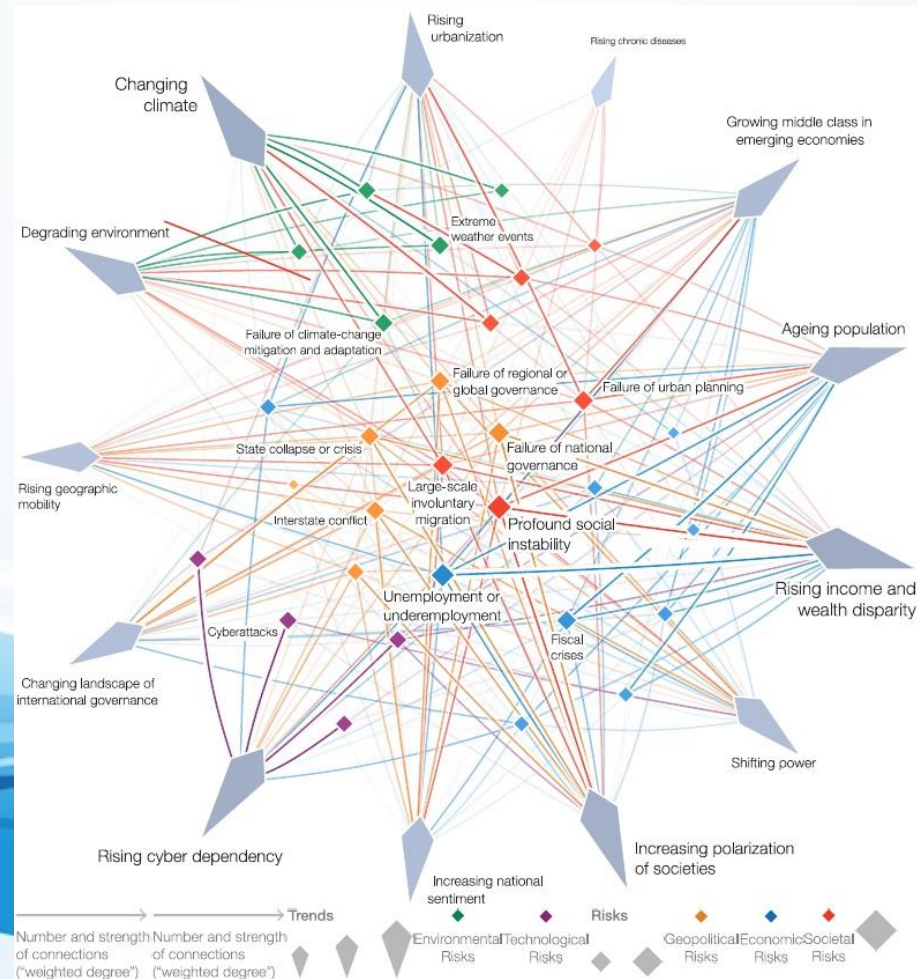 Rising
urbanization
Rising chronic diseases
Changing
climate
Growing middle class in
emerging economies
Degrading environment
Extreme
weather events
Failure of climate-change
mitigation and adaptation
Ageing population
Failure of regional or
global governance
Failure of urban planning
State collapse or crisis
Failure of national
governance
Rising geographic
mobility
Large-scale
involuntary
migration
Interstate conflict
Profound social
instability
Unemployment or
underemployment
Rising income and
wealth disparity
Cyberattacks
Fiscal
crises
Changing landscape of
international governance
Shifting power
Rising cyber dependency
Increasing polarization
of societies
Increasing national
sentiment
Trends
Risks
Number and strength
of connections
("weighted degree")
Number and strength
of connections
("weighted degree")
Environmental
Risks
Technological
Risks
Geopolitical
Risks
Economic
Risks
Societal
Risks